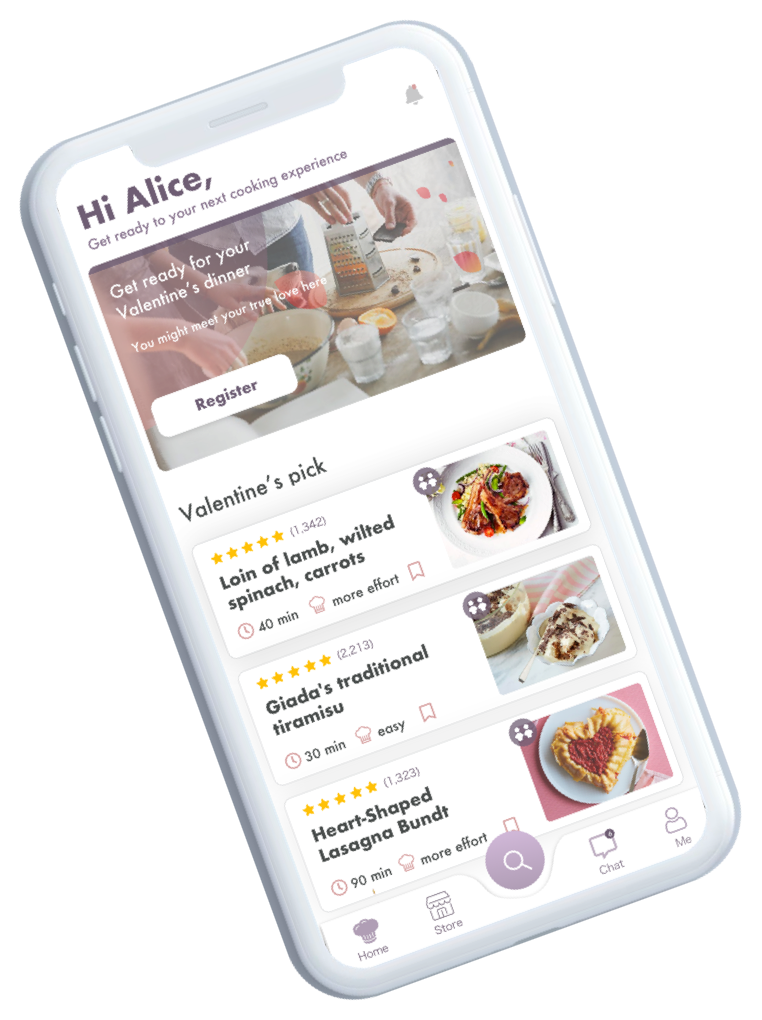 Hi Alice,
Get ready to your next cooking experience
Get ready for your
Valentine's dinner
You might meet your true love here
Register
Valentine's pick
(1,342)
Loin of lamb, wilted
spinach, carrots
40 min more effort
(2,213)
Giada's traditional
tiramisu
30 min easy
(1,323)
Heart-Shaped
Lasagna Bundt
90 min more effort
Home Store Chat Me